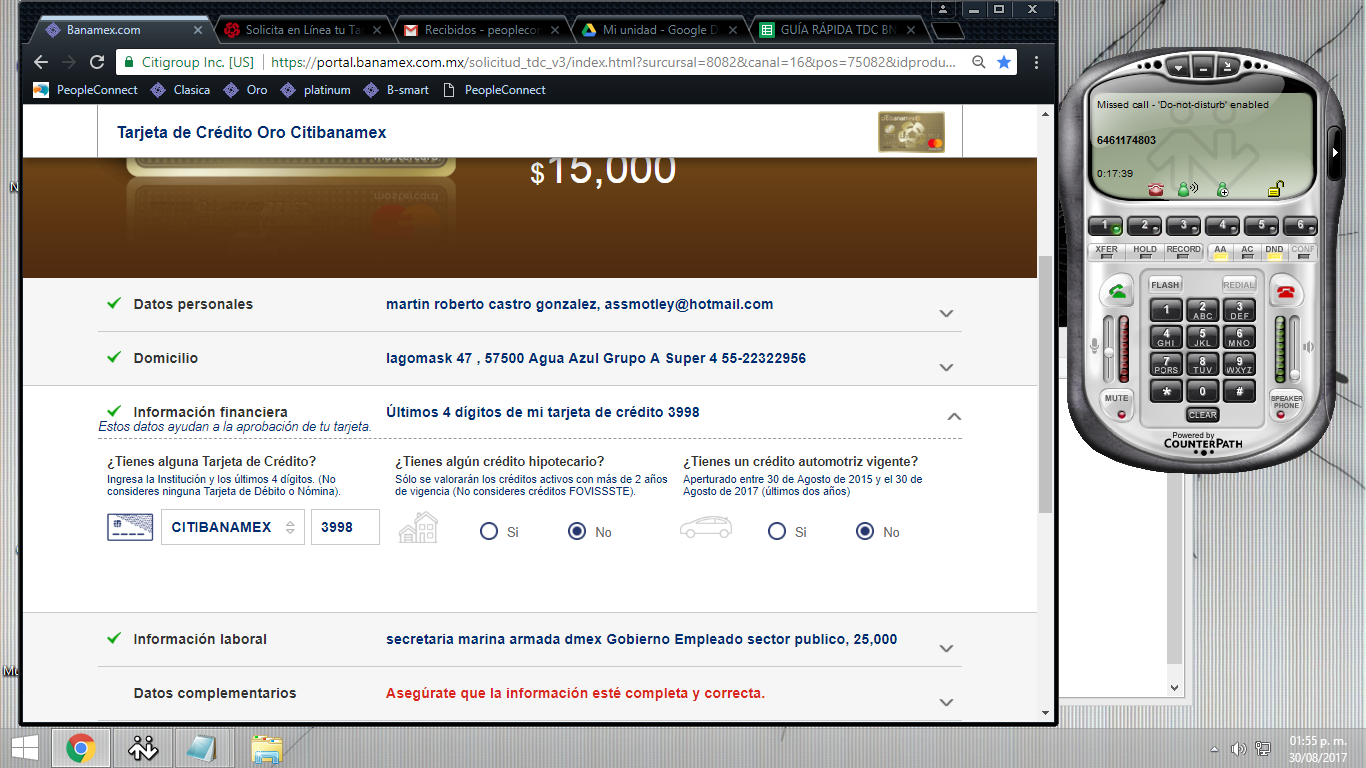 Banamex.com
Solicita en Línea tu Ta
Recibidos - peoplecor
Mi unidad - Google D
GUÍA RÁPIDA TDC BN
Citigroup Inc. [US]
https://portal.banamex.com.mx/solicitud_tdc_v3/index.html?surcursal=8082&canal=16&pos=75082&idprodu...
PeopleConnect
Clasica
Oro
platinum
B-smart
PeopleConnect
Tarjeta de Crédito Oro Citibanamex
$15,000
Datos personales
martin roberto castro gonzalez, assmotley@hotmail.com
Domicilio
lagomask 47 , 57500 Agua Azul Grupo A Super 4 55-22322956
Información financiera
Últimos 4 dígitos de mi tarjeta de crédito 3998
Estos datos ayudan a la aprobación de tu tarjeta.
¿Tienes alguna Tarjeta de Crédito?
Ingresa la Institución y los últimos 4 dígitos. (No
consideres ninguna Tarjeta de Débito o Nómina).
CITIBANAMEX
3998
¿Tienes algún crédito hipotecario?
Sólo se valorarán los créditos activos con más de 2 años
de vigencia (No consideres créditos FOVISSSTE).
Si
No
¿Tienes un crédito automotriz vigente?
Aperturado entre 30 de Agosto de 2015 y el 30 de
Agosto de 2017 (últimos dos años)
Si
No
Información laboral
secretaria marina armada dmex Gobierno Empleado sector publico, 25,000
Datos complementarios
Asegúrate que la información esté completa y correcta.
Missed call - 'Do-not-disturb' enabled
6461174803
0:17:39
1 2 3 4 5 6
XFER HOLD RECORD AA AC DND CONF
FLASH REDIAL
1 2 ABC 3 DEF
4 GHI 5 JKL 6 MNO
7 PQRS 8 TUV 9 WXYZ
* 0 #
MUTE
CLEAR
SPEAKER
PHONE
Powered by
COUNTERPATH
01:55 p. m.
30/08/2017